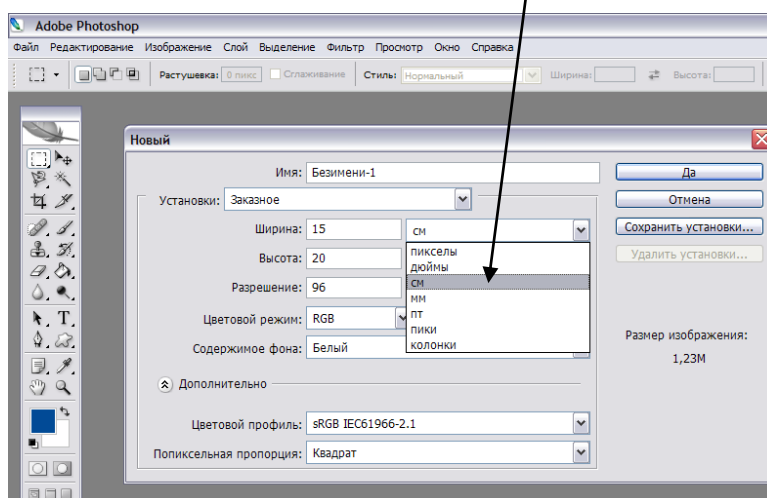 Adobe Photoshop
Файл Редактирование Изображение Слой Выделение Фильтр Просмотр Окно Справка
Растушевка: 0 пикс Сглаживание Стиль: Нормальный Ширина: Высота:
Новый
Имя: Безимени-1
Да
Установки: Заказное
Отмена
Ширина: 15 см
Сохранить установки...
Высота: 20
пикселы
Удалить установки...
дюймы
Разрешение: 96
см
мм
Цветовой режим: RGB
пт
пики
Размер изображения:
Содержимое фона: Белый
колонки
1,23M
Дополнительно
Цветовой профиль: sRGB IEC61966-2.1
Попиксельная пропорция: Квадрат